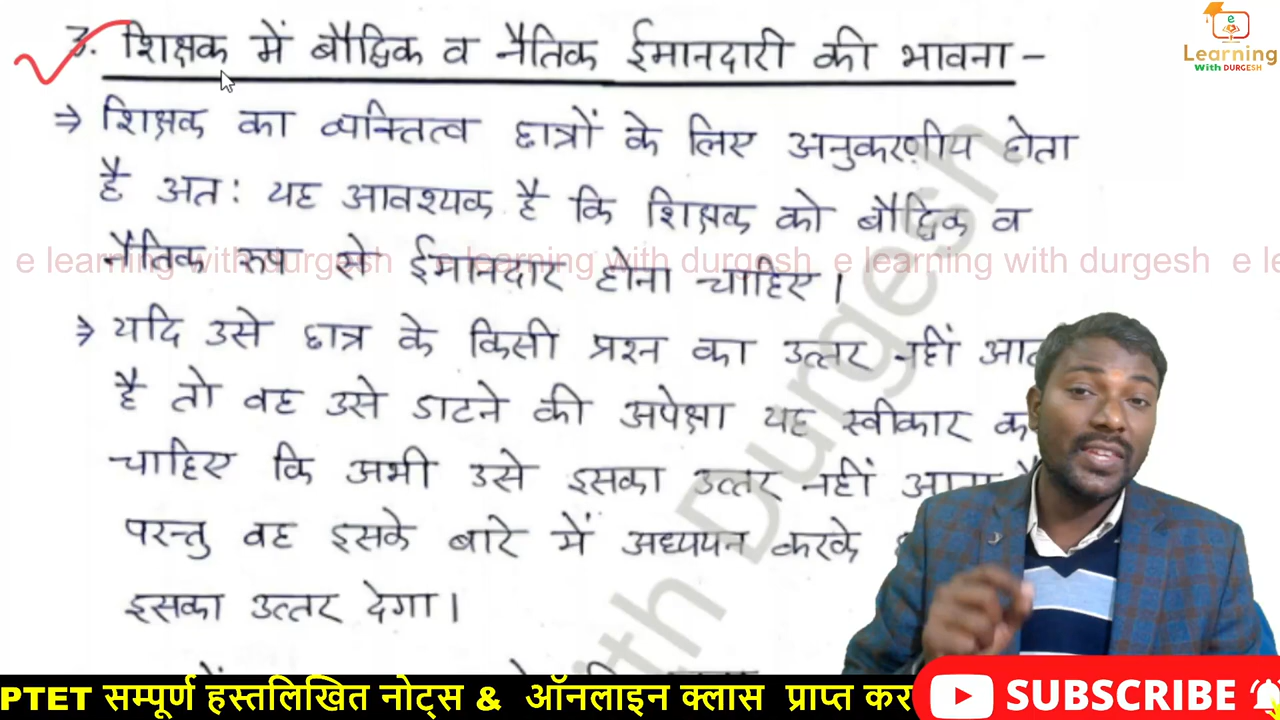 3. शिक्षक में बौद्धिक व नैतिक ईमानदारी की भावना –
⇒ शिक्षक का व्यक्तित्व छात्रों के लिए अनुकरणीय होता
है अतः यह आवश्यक है कि शिक्षक को बौद्धिक व
नैतिक रुप से ईमानदार होना चाहिए।
e learning with durgesh e learning with durgesh e learning with durgesh e le
⇒ यदि उसे छात्र के किसी प्रश्न का उत्तर नहीं
है तो वह उसे डाटने की अपेक्षा यह स्वीकार
चाहिए कि अभी उसे इसका उत्तर नहीं
परन्तु वह इसके बारे में अध्ययन करके
इसका उत्तर देगा।
with Durgesh
e
Learning
With DURGESH
PTET सम्पूर्ण हस्तलिखित नोट्स & ऑनलाइन क्लास प्राप्त कर
SUBSCRIBE